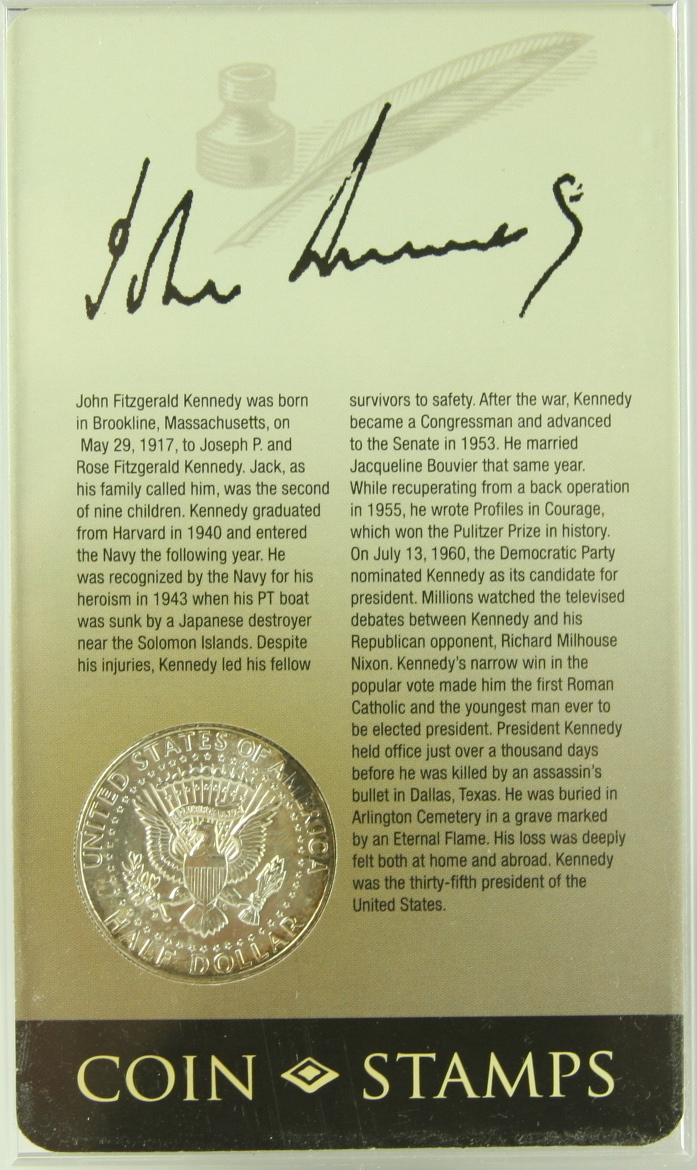 John Kennedy
John Fitzgerald Kennedy was born
in Brookline, Massachusetts, on
May 29, 1917, to Joseph P. and
Rose Fitzgerald Kennedy. Jack, as
his family called him, was the second
of nine children. Kennedy graduated
from Harvard in 1940 and entered
the Navy the following year. He
was recognized by the Navy for his
heroism in 1943 when his PT boat
was sunk by a Japanese destroyer
near the Solomon Islands. Despite
his injuries, Kennedy led his fellow
survivors to safety. After the war, Kennedy
became a Congressman and advanced
to the Senate in 1953. He married
Jacqueline Bouvier that same year.
While recuperating from a back operation
in 1955, he wrote Profiles in Courage,
which won the Pulitzer Prize in history.
On July 13, 1960, the Democratic Party
nominated Kennedy as its candidate for
president. Millions watched the televised
debates between Kennedy and his
Republican opponent, Richard Milhouse
Nixon. Kennedy's narrow win in the
popular vote made him the first Roman
Catholic and the youngest man ever to
be elected president. President Kennedy
held office just over a thousand days
before he was killed by an assassin's
bullet in Dallas, Texas. He was buried in
Arlington Cemetery in a grave marked
by an Eternal Flame. His loss was deeply
felt both at home and abroad. Kennedy
was the thirty-fifth president of the
United States.
UNITED STATES OF AMERICA
HALF DOLLAR
COIN STAMPS